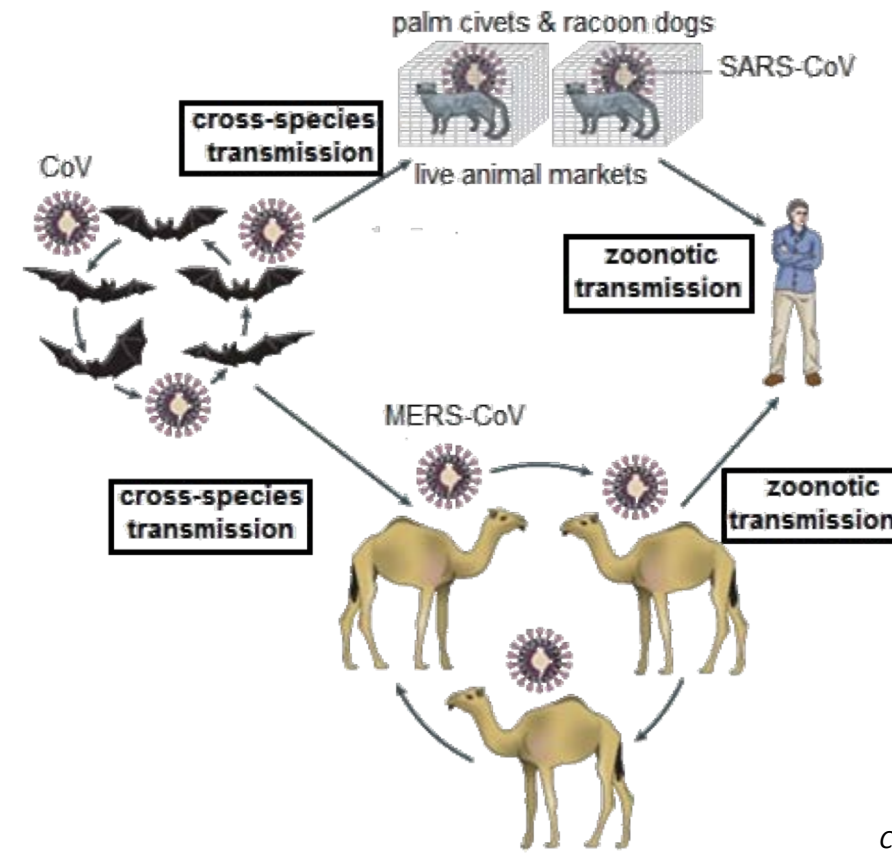 palm civets & racoon dogs
SARS-CoV
cross-species
transmission
CoV
live animal markets
zoonotic
transmission
MERS-CoV
cross-species
transmission
zoonotic
transmission